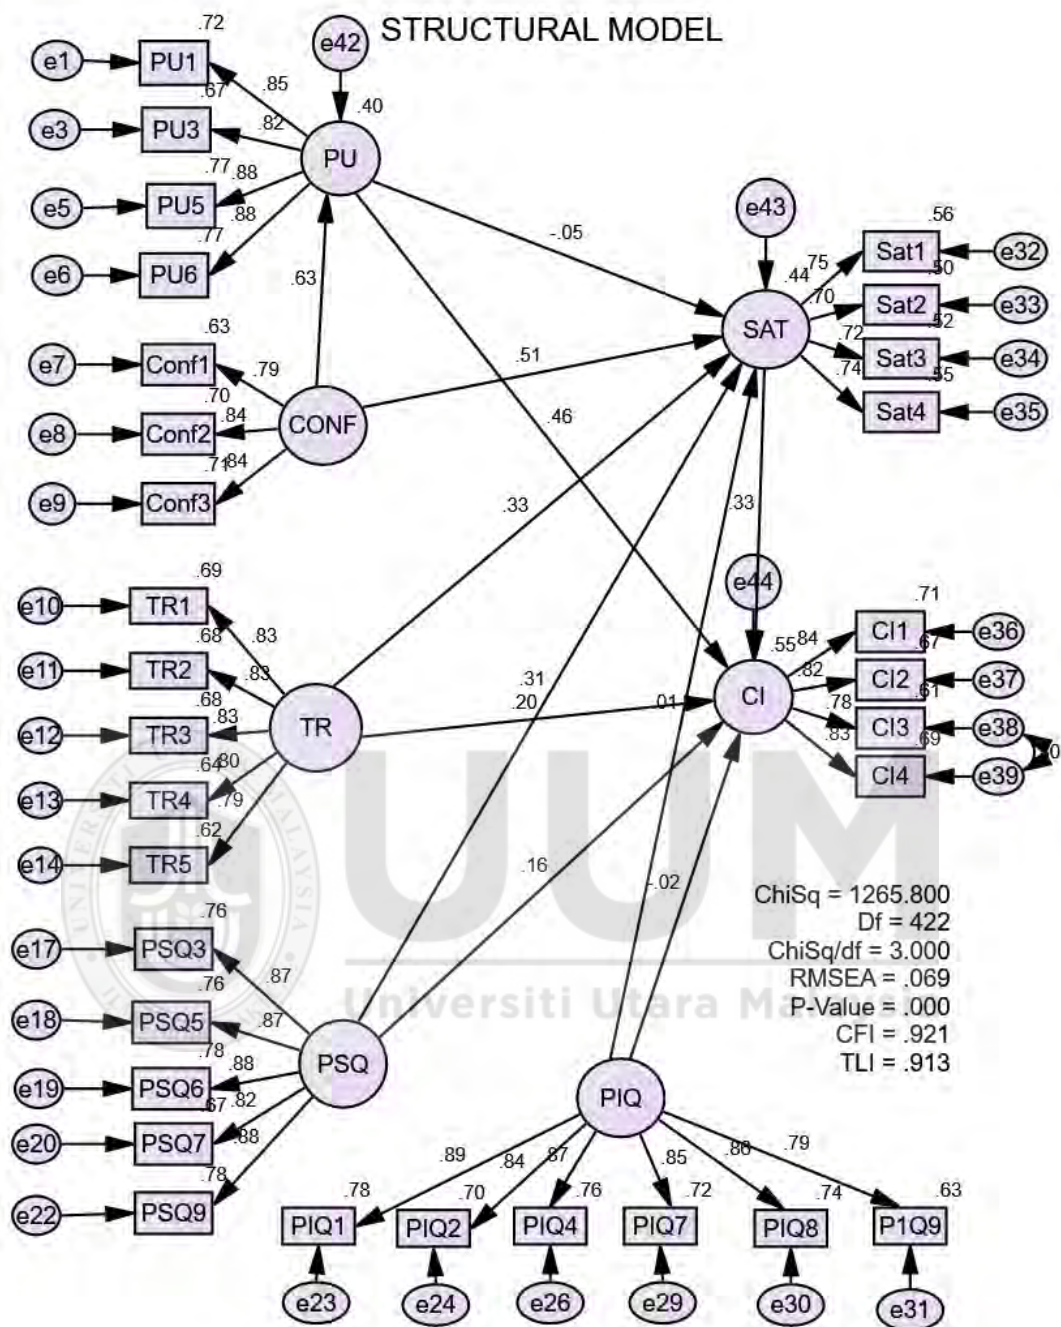 STRUCTURAL MODEL
.72
e42
e1
PU1
.85
.67
.40
e3
PU3
.82
PU
.77
.88
e5
PU5
.88
.77
e6
PU6
.63
-.05
e43
.56
Sat1
e32
.75
.44
.50
.70
Sat2
e33
SAT
.52
.72
Sat3
e34
.74
.55
Sat4
e35
.63
e7
Conf1
.79
.51
.70
.84
e8
Conf2
CONF
.46
.71
.84
e9
Conf3
.33
.33
e44
.69
e10
TR1
.83
.68
e11
TR2
.83
.68
e12
TR3
.83
TR
.64
.80
e13
TR4
.79
.62
e14
TR5
.31
.20
.01
.71
CI1
e36
.55
.84
.67
.82
CI2
e37
CI
.61
.78
CI3
e38
.83
.69
CI4
e39
0
.16
-.02
.76
e17
PSQ3
.87
.76
e18
PSQ5
.87
.78
.88
e19
PSQ6
PSQ
.67
.82
e20
PSQ7
.88
.78
e22
PSQ9
ChiSq = 1265.800
Df = 422
ChiSq/df = 3.000
RMSEA = .069
P-Value = .000
CFI = .921
TLI = .913
UUM
Universiti Utara Malaysia
PIQ
.89
.84
.87
.85
.86
.79
.78
.70
.76
.72
.74
.63
PIQ1
PIQ2
PIQ4
PIQ7
PIQ8
P1Q9
e23
e24
e26
e29
e30
e31